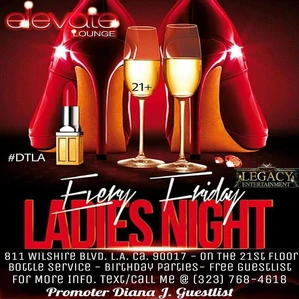 elevate
LOUNGE
21+
#DTLA
LEGACY
ENTERTAINMENT
Every Friday
LADIES NIGHT
811 WILSHIRE BLVD. L.A. CA. 90017 - ON THE 21ST FLOOR
BOTTLE SERVICE - BIRTHDAY PARTIES- FREE GUESTLIST
FOR MORE INFO. TEXT/CALL ME @ (323) 768-4618
Promoter Diana J. Guestlist